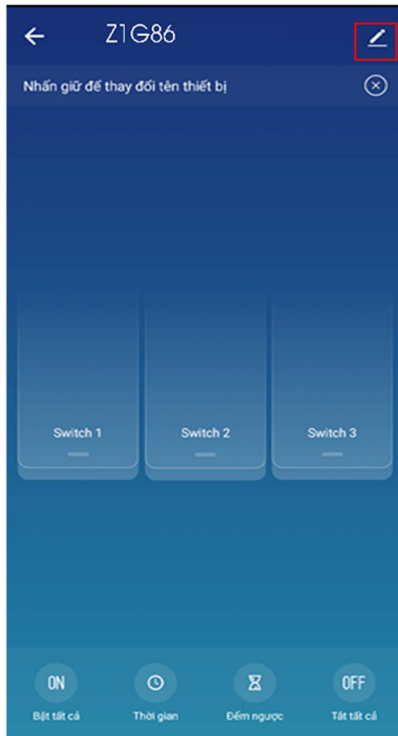 Z1G86
Nhấn giữ để thay đổi tên thiết bị
Switch 1 Switch 2 Switch 3
ON OFF
Bật tất cả Thời gian Đếm ngược Tắt tất cả